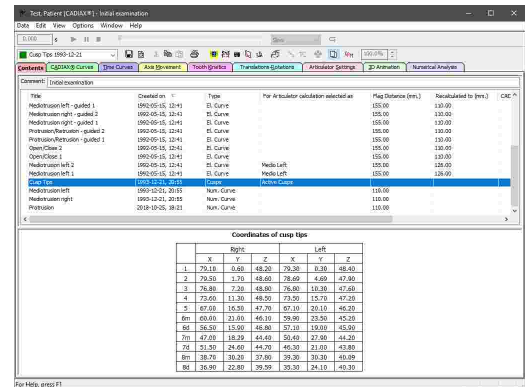 Test, Patient [CADIAX®] - Initial examination
Data Edit View Options Window Help
0.000 s Slow 100.0%
Cusp Tips 1993-12-21
Contents CADIAX® Curves Time Curves Axis Movement Tooth Kinetics Translations-Rotations Articulator Settings 3D Animation Numerical Analysis
Comment: Initial examination
Title Created on Type For Articulator calculation selected as Flag Distance (mm.) Recalculated to (mm.)
Mediotrusion left - guided 1 1992-05-15, 12:41 El. Curve 155.00 110.00
Mediotrusion right - guided 2 1992-05-15, 12:41 El. Curve 155.00 110.00
Protrusion/Retrusion - guided 2 1992-05-15, 12:41 El. Curve 155.00 110.00
Protrusion/Retrusion - guided 1 1992-05-15, 12:41 El. Curve 155.00 110.00
Open/Close 2 1992-05-15, 12:41 El. Curve 155.00 110.00
Open/Close 1 1992-05-15, 12:41 El. Curve 155.00 110.00
Mediotrusion left 2 1992-05-15, 12:41 El. Curve Medio Left 155.00 126.00
Mediotrusion left 1 1992-05-15, 12:41 El. Curve Medio Left 155.00 126.00
Cusp Tips 1993-12-21, 20:55 Cusps Active Cusps
Mediotrusion left 1993-12-21, 20:55 Num. Curve 110.00
Mediotrusion right 1993-12-21, 20:55 Num. Curve 110.00
Protrusion 2018-10-25, 18:21 Num. Curve 110.00
Coordinates of cusp tips
Right Left
X Y Z X Y Z
1 79.10 0.60 48.20 79.30 0.30 48.40
2 79.50 1.70 48.60 78.69 4.69 47.90
3 76.80 7.20 48.80 76.80 10.30 47.60
4 73.60 11.30 48.50 73.50 15.70 47.20
5 67.00 16.50 47.70 67.10 20.10 46.20
6m 60.00 21.00 46.10 59.90 23.50 45.20
6d 56.50 15.90 46.80 57.10 19.00 45.90
7m 47.00 18.29 44.40 50.40 27.90 44.20
7d 51.50 24.60 44.70 46.30 21.00 43.80
8m 38.70 30.20 37.80 39.30 30.30 40.09
8d 36.90 22.80 39.59 35.30 24.10 40.30
For Help, press F1